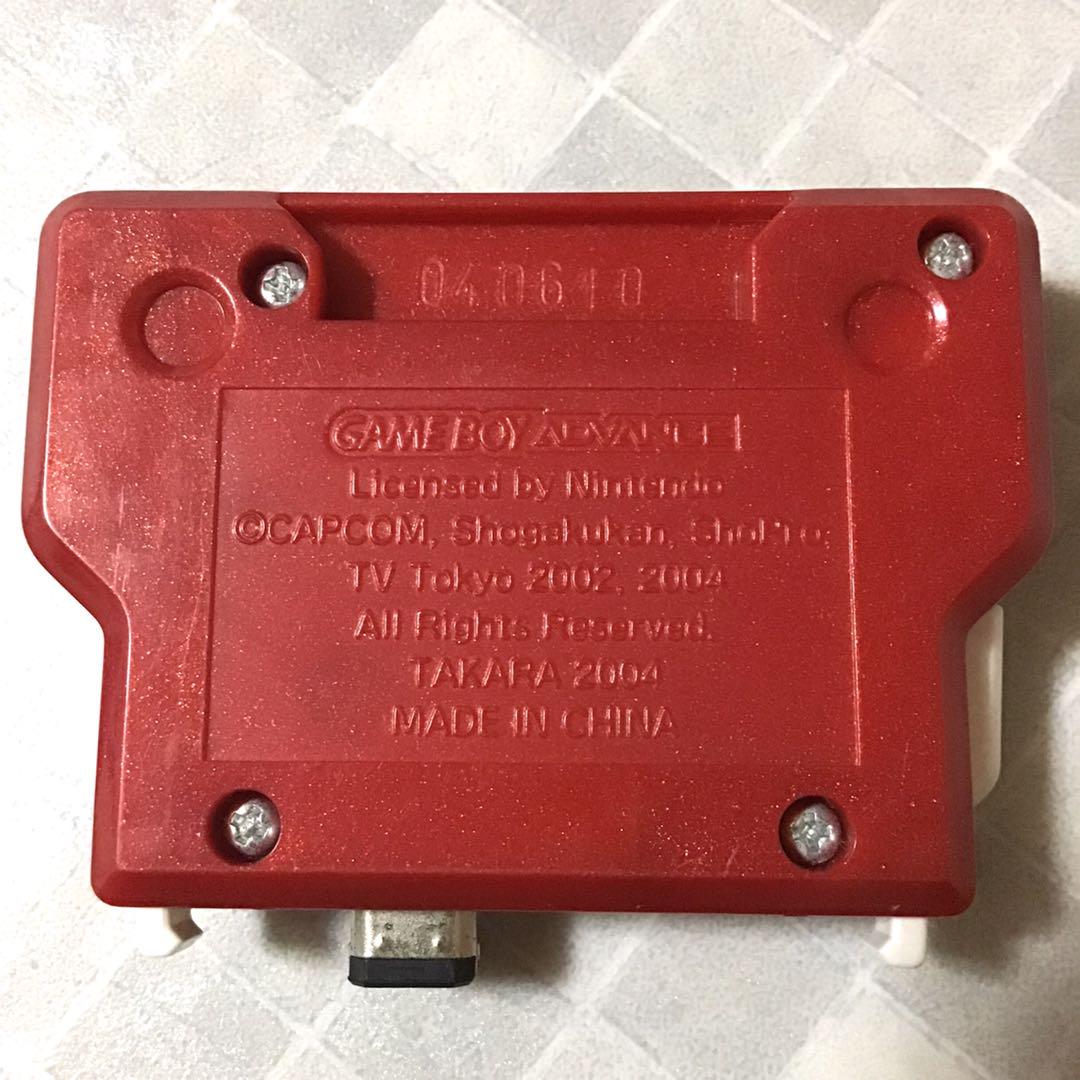 040610
GAME BOY ADVANCE
Licensed by Nintendo
©CAPCOM, Shogakukan, ShoPro,
TV Tokyo 2002, 2004
All Rights Reserved.
TAKARA 2004
MADE IN CHINA